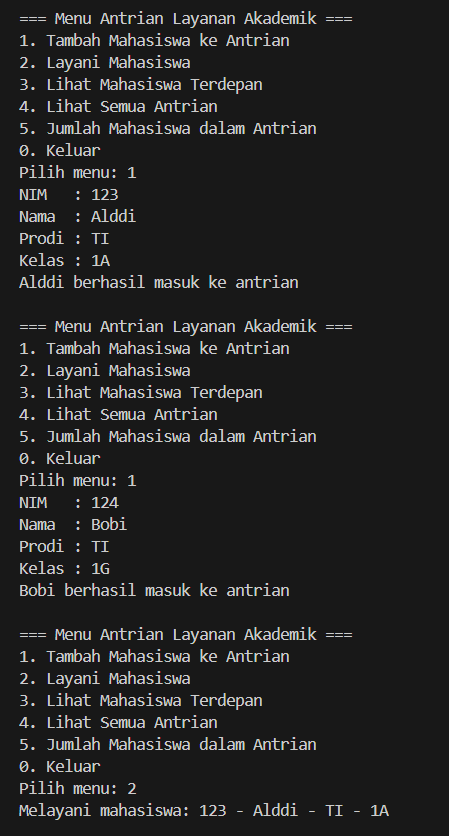 === Menu Antrian Layanan Akademik ===
1. Tambah Mahasiswa ke Antrian
2. Layani Mahasiswa
3. Lihat Mahasiswa Terdepan
4. Lihat Semua Antrian
5. Jumlah Mahasiswa dalam Antrian
0. Keluar
Pilih menu: 1
NIM   : 123
Nama  : Alddi
Prodi : TI
Kelas : 1A
Alddi berhasil masuk ke antrian

=== Menu Antrian Layanan Akademik ===
1. Tambah Mahasiswa ke Antrian
2. Layani Mahasiswa
3. Lihat Mahasiswa Terdepan
4. Lihat Semua Antrian
5. Jumlah Mahasiswa dalam Antrian
0. Keluar
Pilih menu: 1
NIM   : 124
Nama  : Bobi
Prodi : TI
Kelas : 1G
Bobi berhasil masuk ke antrian

=== Menu Antrian Layanan Akademik ===
1. Tambah Mahasiswa ke Antrian
2. Layani Mahasiswa
3. Lihat Mahasiswa Terdepan
4. Lihat Semua Antrian
5. Jumlah Mahasiswa dalam Antrian
0. Keluar
Pilih menu: 2
Melayani mahasiswa: 123 - Alddi - TI - 1A